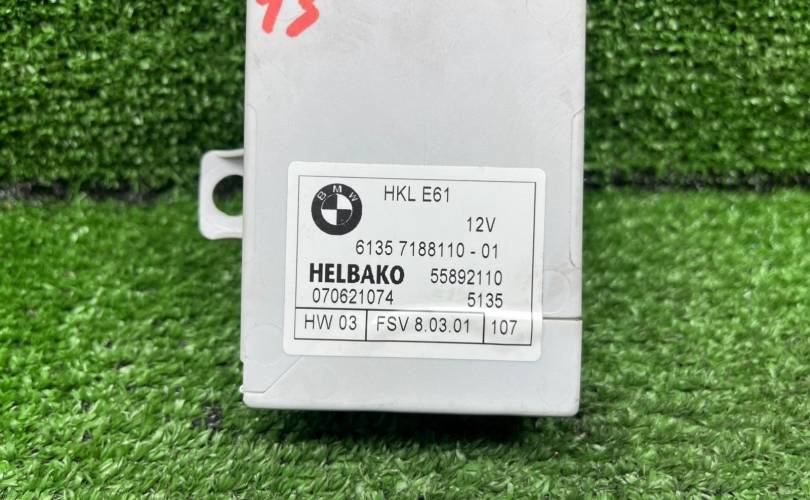 BMW
HKL E61
12V
6135 7188110 - 01
HELBAKO 55892110
070621074 5135
HW 03 FSV 8.03.01 107